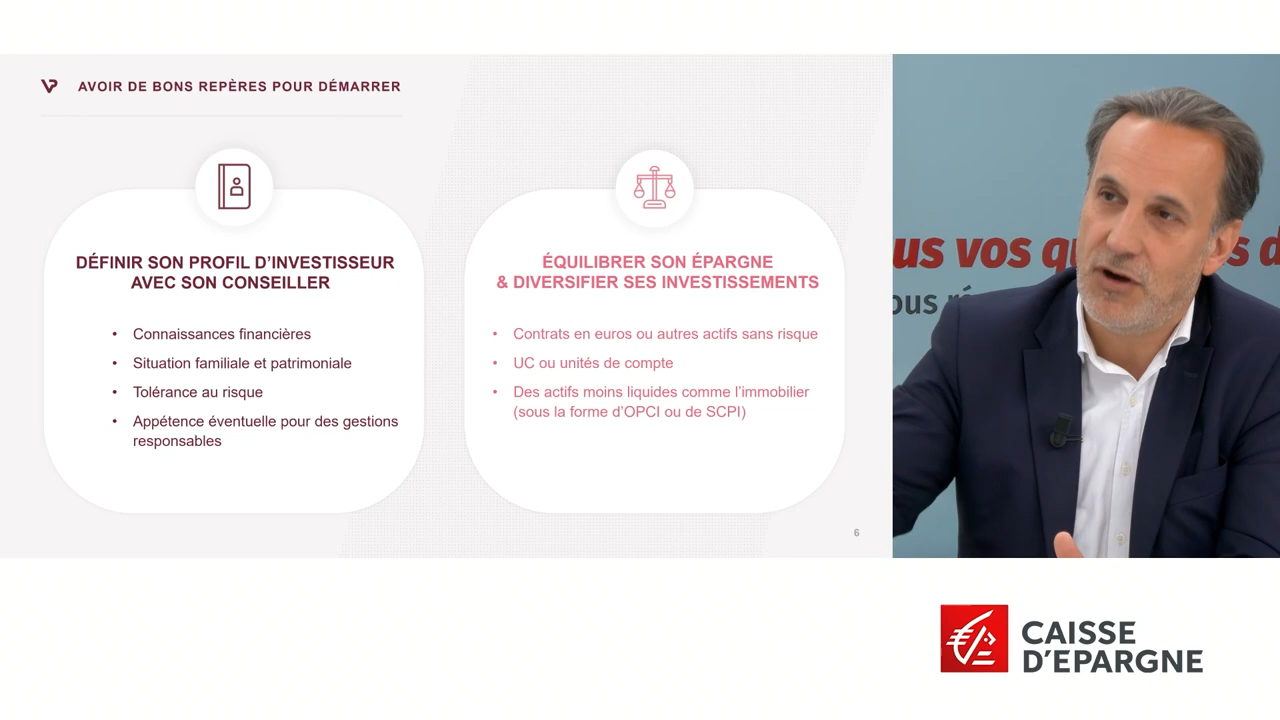 AVOIR DE BONS REPÈRES POUR DÉMARRER
DÉFINIR SON PROFIL D'INVESTISSEUR
AVEC SON CONSEILLER
• Connaissances financières
• Situation familiale et patrimoniale
• Tolérance au risque
• Appétence éventuelle pour des gestions
responsables
ÉQUILIBRER SON ÉPARGNE
& DIVERSIFIER SES INVESTISSEMENTS
• Contrats en euros ou autres actifs sans risque
• UC ou unités de compte
• Des actifs moins liquides comme l'immobilier
(sous la forme d'OPCI ou de SCPI)
6
vos
CAISSE
D'EPARGNE